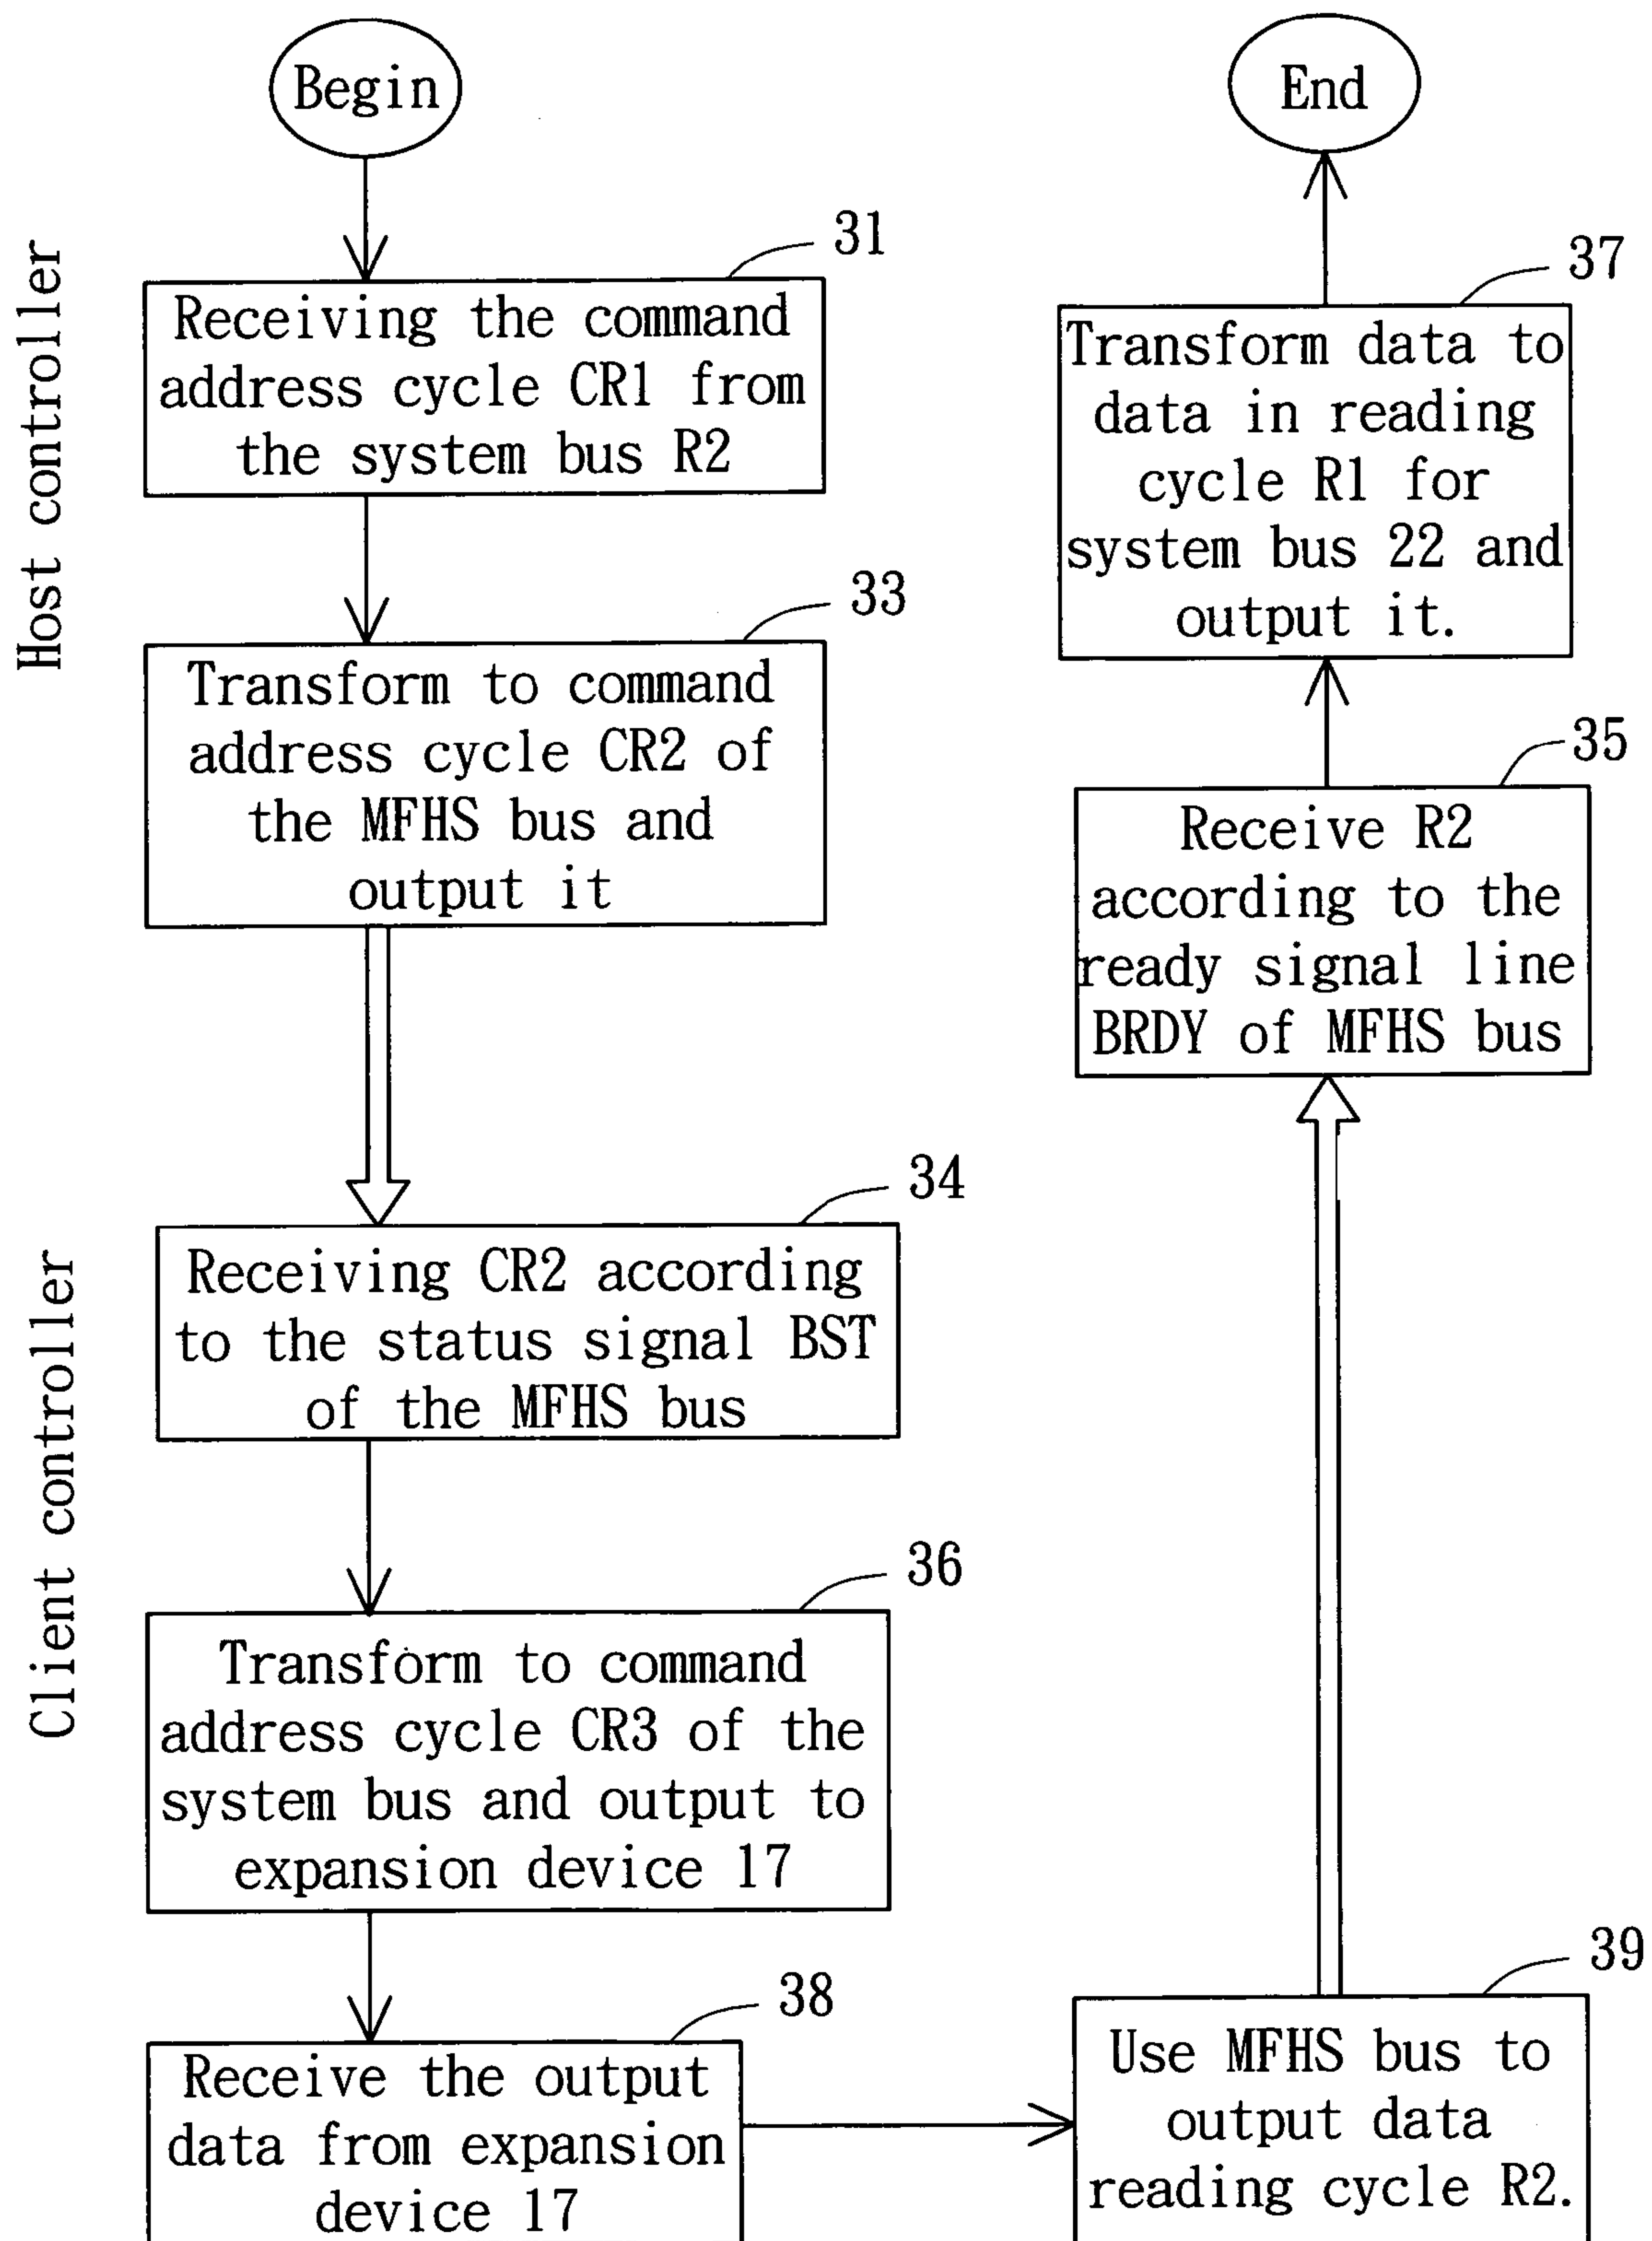 Begin
Host controller
31
Receiving the command
address cycle CR1 from
the system bus R2
33
Transform to command
address cycle CR2 of
the MFHS bus and
output it
Client controller
34
Receiving CR2 according
to the status signal BST
of the MFHS bus
36
Transform to command
address cycle CR3 of the
system bus and output to
expansion device 17
38
Receive the output
data from expansion
device 17
39
Use MFHS bus to
output data
reading cycle R2.
35
Receive R2
according to the
ready signal line
BRDY of MFHS bus
37
Transform data to
data in reading
cycle R1 for
system bus 22 and
output it.
End